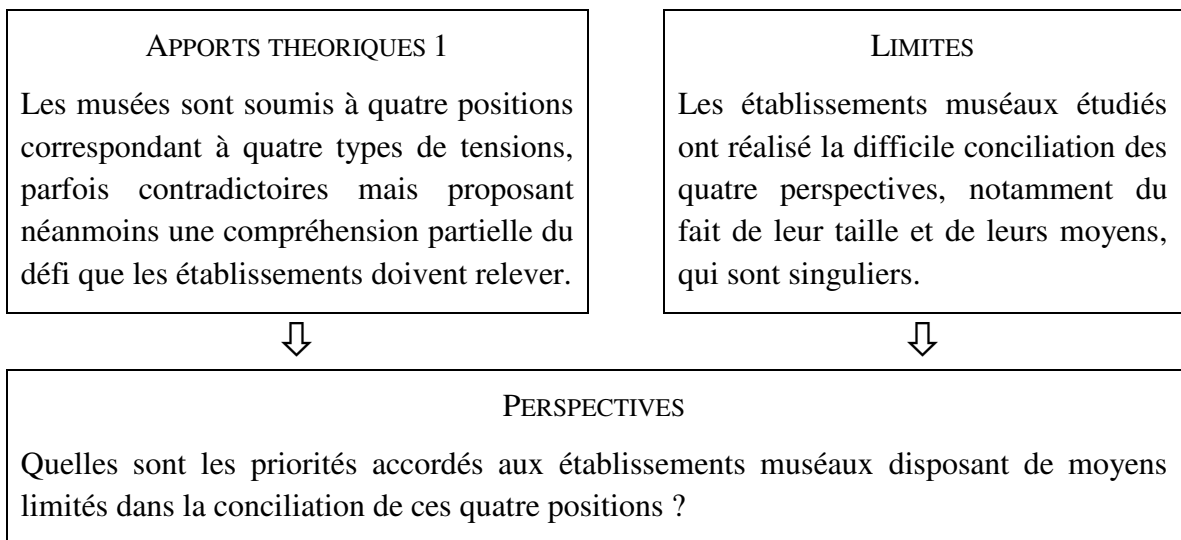 APPORTS THEORIQUES 1
Les musées sont soumis à quatre positions
correspondant à quatre types de tensions,
parfois contradictoires mais proposant
néanmoins une compréhension partielle du
défi que les établissements doivent relever.
LIMITES
Les établissements muséaux étudiés
ont réalisé la difficile conciliation des
quatre perspectives, notamment du
fait de leur taille et de leurs moyens,
qui sont singuliers.
PERSPECTIVES
Quelles sont les priorités accordés aux établissements muséaux disposant de moyens
limités dans la conciliation de ces quatre positions ?